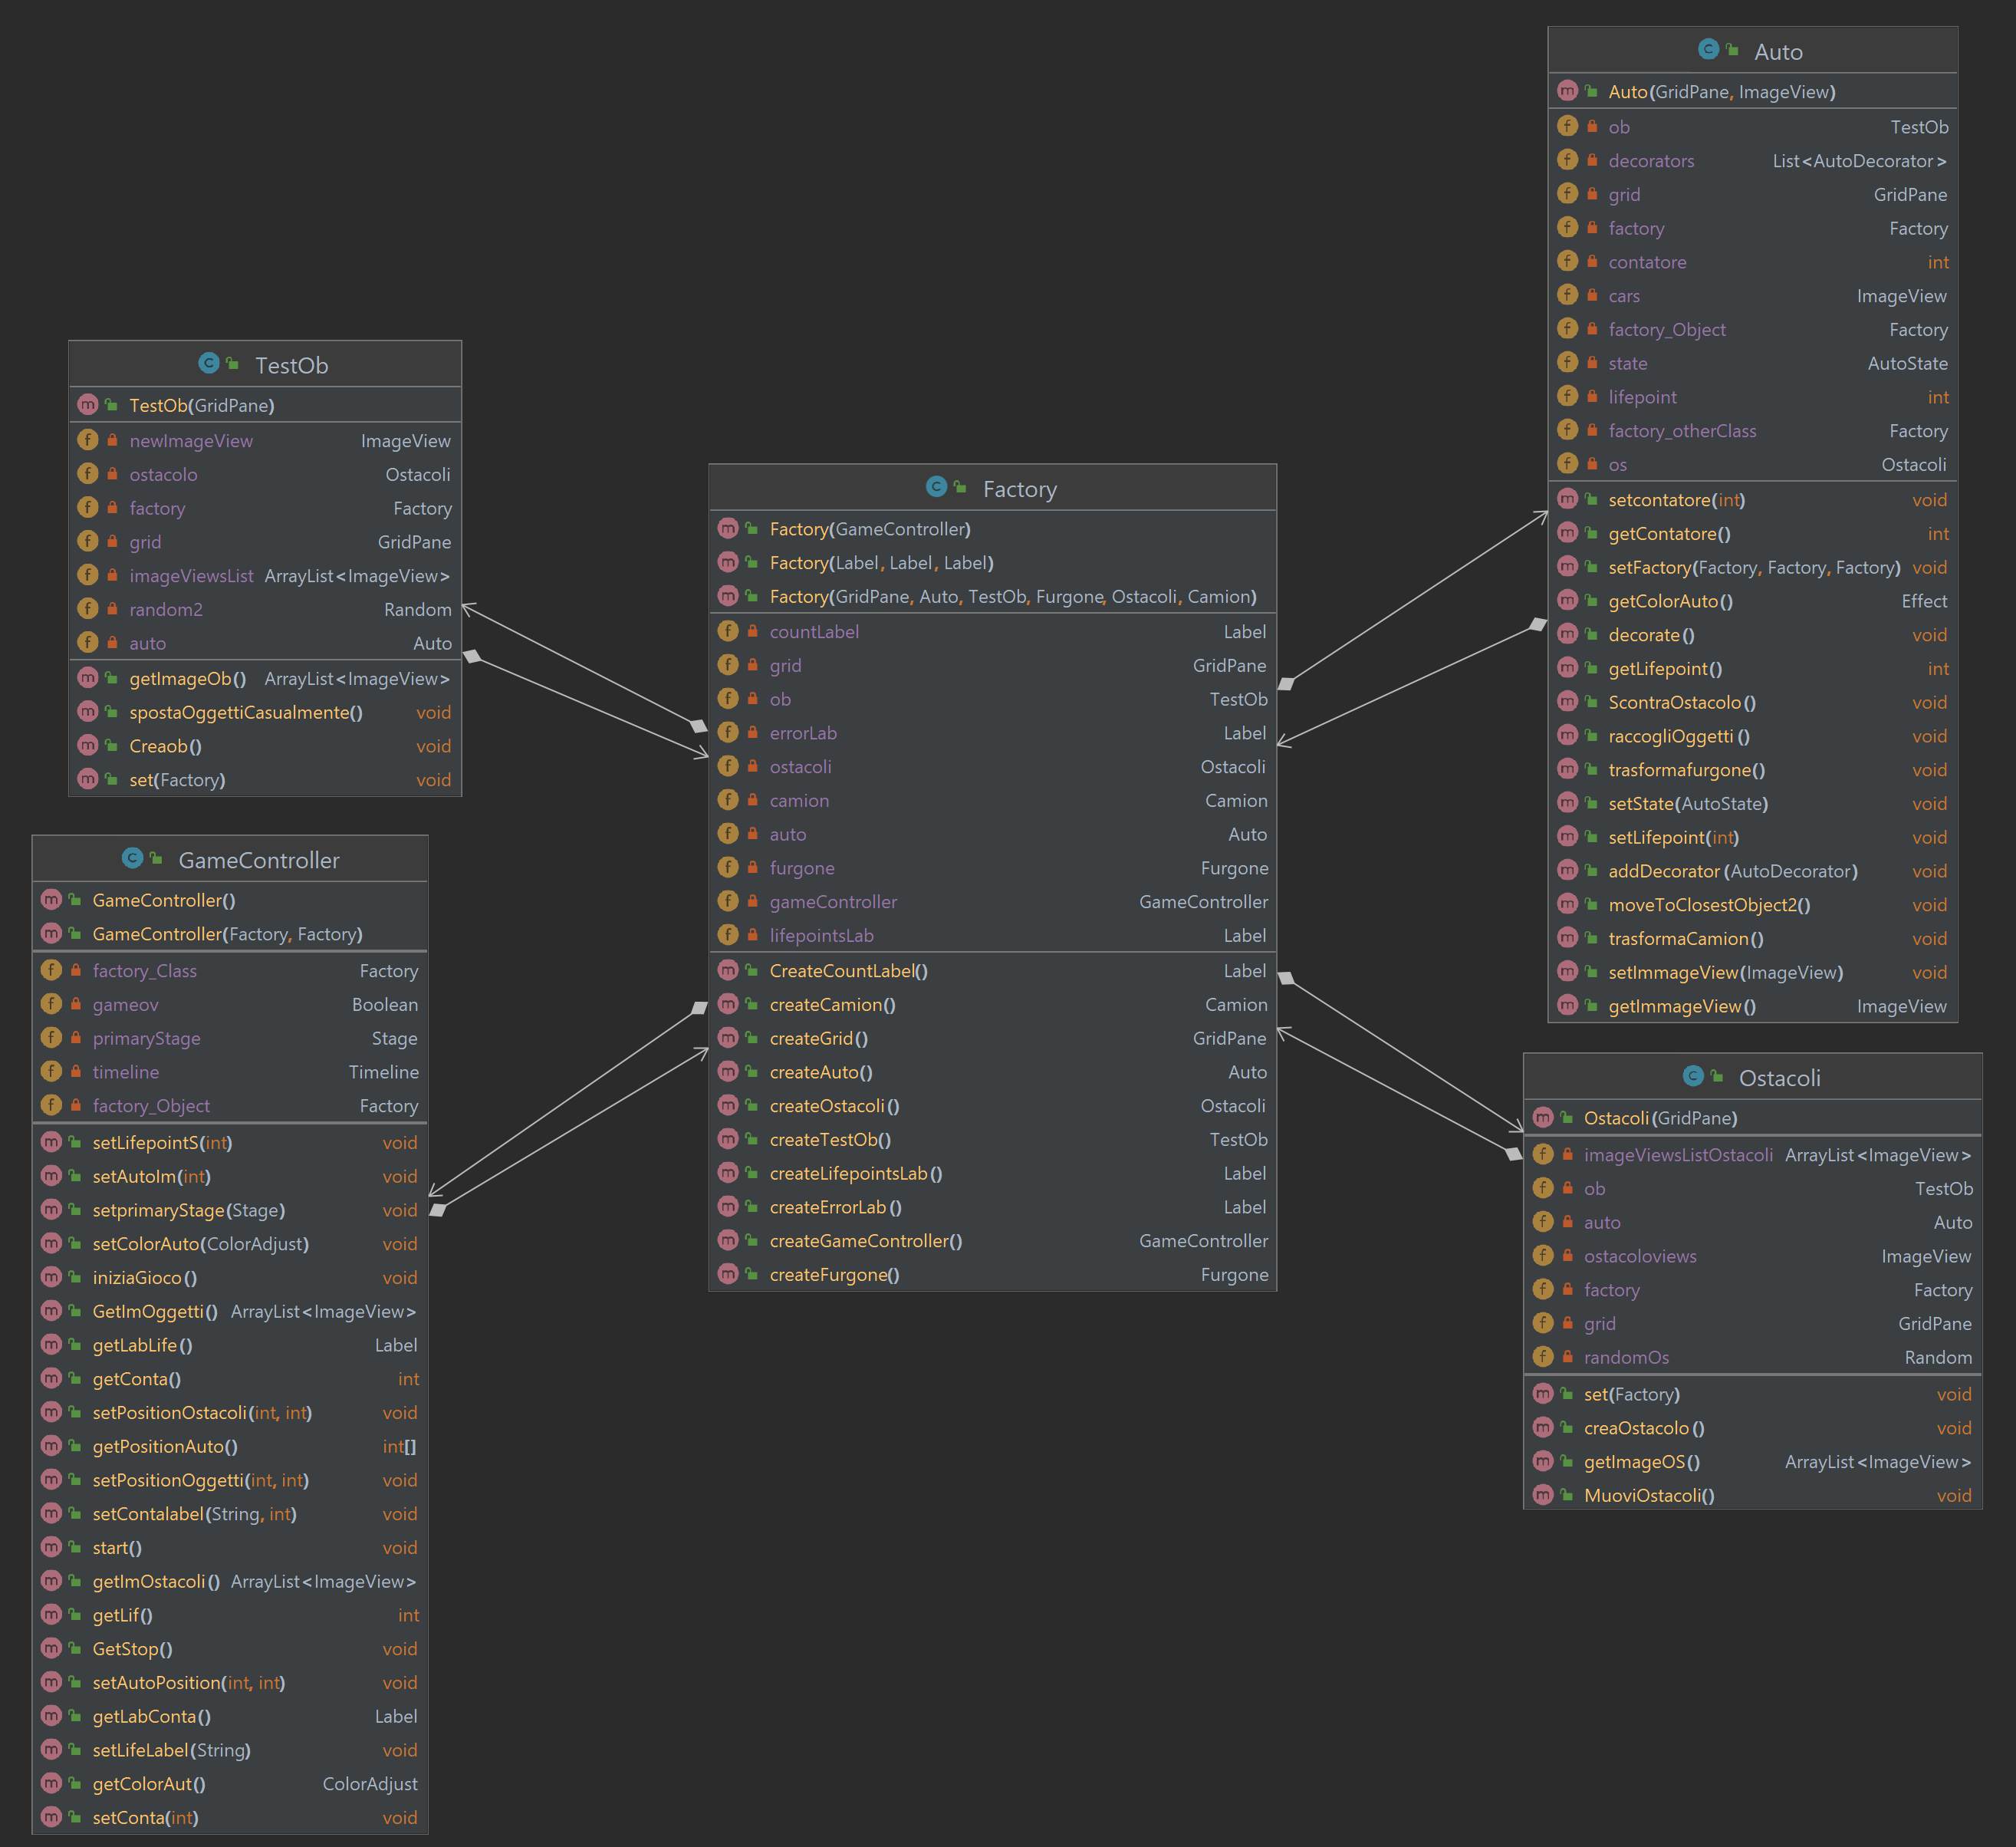 TestOb
TestOb(GridPane)
newImageView ImageView
ostacolo Ostacoli
factory Factory
grid GridPane
imageViewsList ArrayList<ImageView>
random2 Random
auto Auto
getImageOb() ArrayList<ImageView>
spostaOggettiCasualmente() void
Creaob() void
set(Factory) void
GameController
GameController()
GameController(Factory, Factory)
factory_Class Factory
gameov Boolean
primaryStage Stage
timeline Timeline
factory_Object Factory
setLifepointS(int) void
setAutoIm(int) void
setprimaryStage(Stage) void
setColorAuto(ColorAdjust) void
iniziaGioco() void
GetImOggetti() ArrayList<ImageView>
getLabLife() Label
getConta() int
setPositionOstacoli(int, int) void
getPositionAuto() int[]
setPositionOggetti(int, int) void
setContalabel(String, int) void
start() void
getImOstacoli() ArrayList<ImageView>
getLif() int
GetStop() void
setAutoPosition(int, int) void
getLabConta() Label
setLifeLabel(String) void
getColorAut() ColorAdjust
setConta(int) void
Factory
Factory(GameController)
Factory(Label, Label, Label)
Factory(GridPane, Auto, TestOb, Furgone, Ostacoli, Camion)
countLabel Label
grid GridPane
ob TestOb
errorLab Label
ostacoli Ostacoli
camion Camion
auto Auto
furgone Furgone
gameController GameController
lifepointsLab Label
CreateCountLabel() Label
createCamion() Camion
createGrid() GridPane
createAuto() Auto
createOstacoli() Ostacoli
createTestOb() TestOb
createLifepointsLab() Label
createErrorLab() Label
createGameController() GameController
createFurgone() Furgone
Auto
Auto(GridPane, ImageView)
ob TestOb
decorators List<AutoDecorator>
grid GridPane
factory Factory
contatore int
cars ImageView
factory_Object Factory
state AutoState
lifepoint int
factory_otherClass Factory
os Ostacoli
setcontatore(int) void
getContatore() int
setFactory(Factory, Factory, Factory) void
getColorAuto() Effect
decorate() void
getLifepoint() int
ScontraOstacolo() void
raccogliOggetti() void
trasformafurgone() void
setState(AutoState) void
setLifepoint(int) void
addDecorator(AutoDecorator) void
moveToClosestObject2() void
trasformaCamion() void
setImmageView(ImageView) void
getImmageView() ImageView
Ostacoli
Ostacoli(GridPane)
imageViewsListOstacoli ArrayList<ImageView>
ob TestOb
auto Auto
ostacoloviews ImageView
factory Factory
grid GridPane
randomOs Random
set(Factory) void
creaOstacolo() void
getImageOS() ArrayList<ImageView>
MuoviOstacoli() void